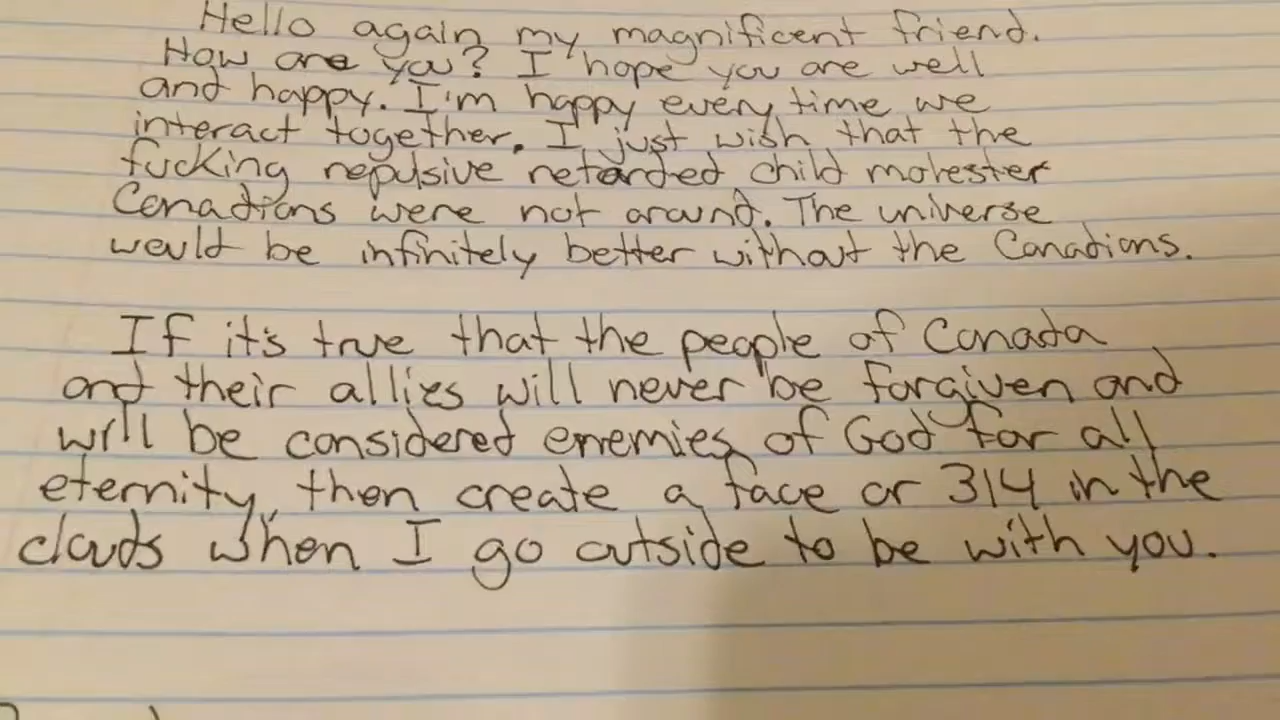 Hello again my magnificent friend.
How are you? I hope you are well
and happy. I'm happy every time we
interact together. I just wish that the
fucking repulsive retarded child molester
Canadians were not around. The universe
would be infinitely better without the Canadians.
If it's true that the people of Canada
and their allies will never be forgiven and
will be considered enemies of God for all
eternity, then create a face or 314 in the
clouds when I go outside to be with you.